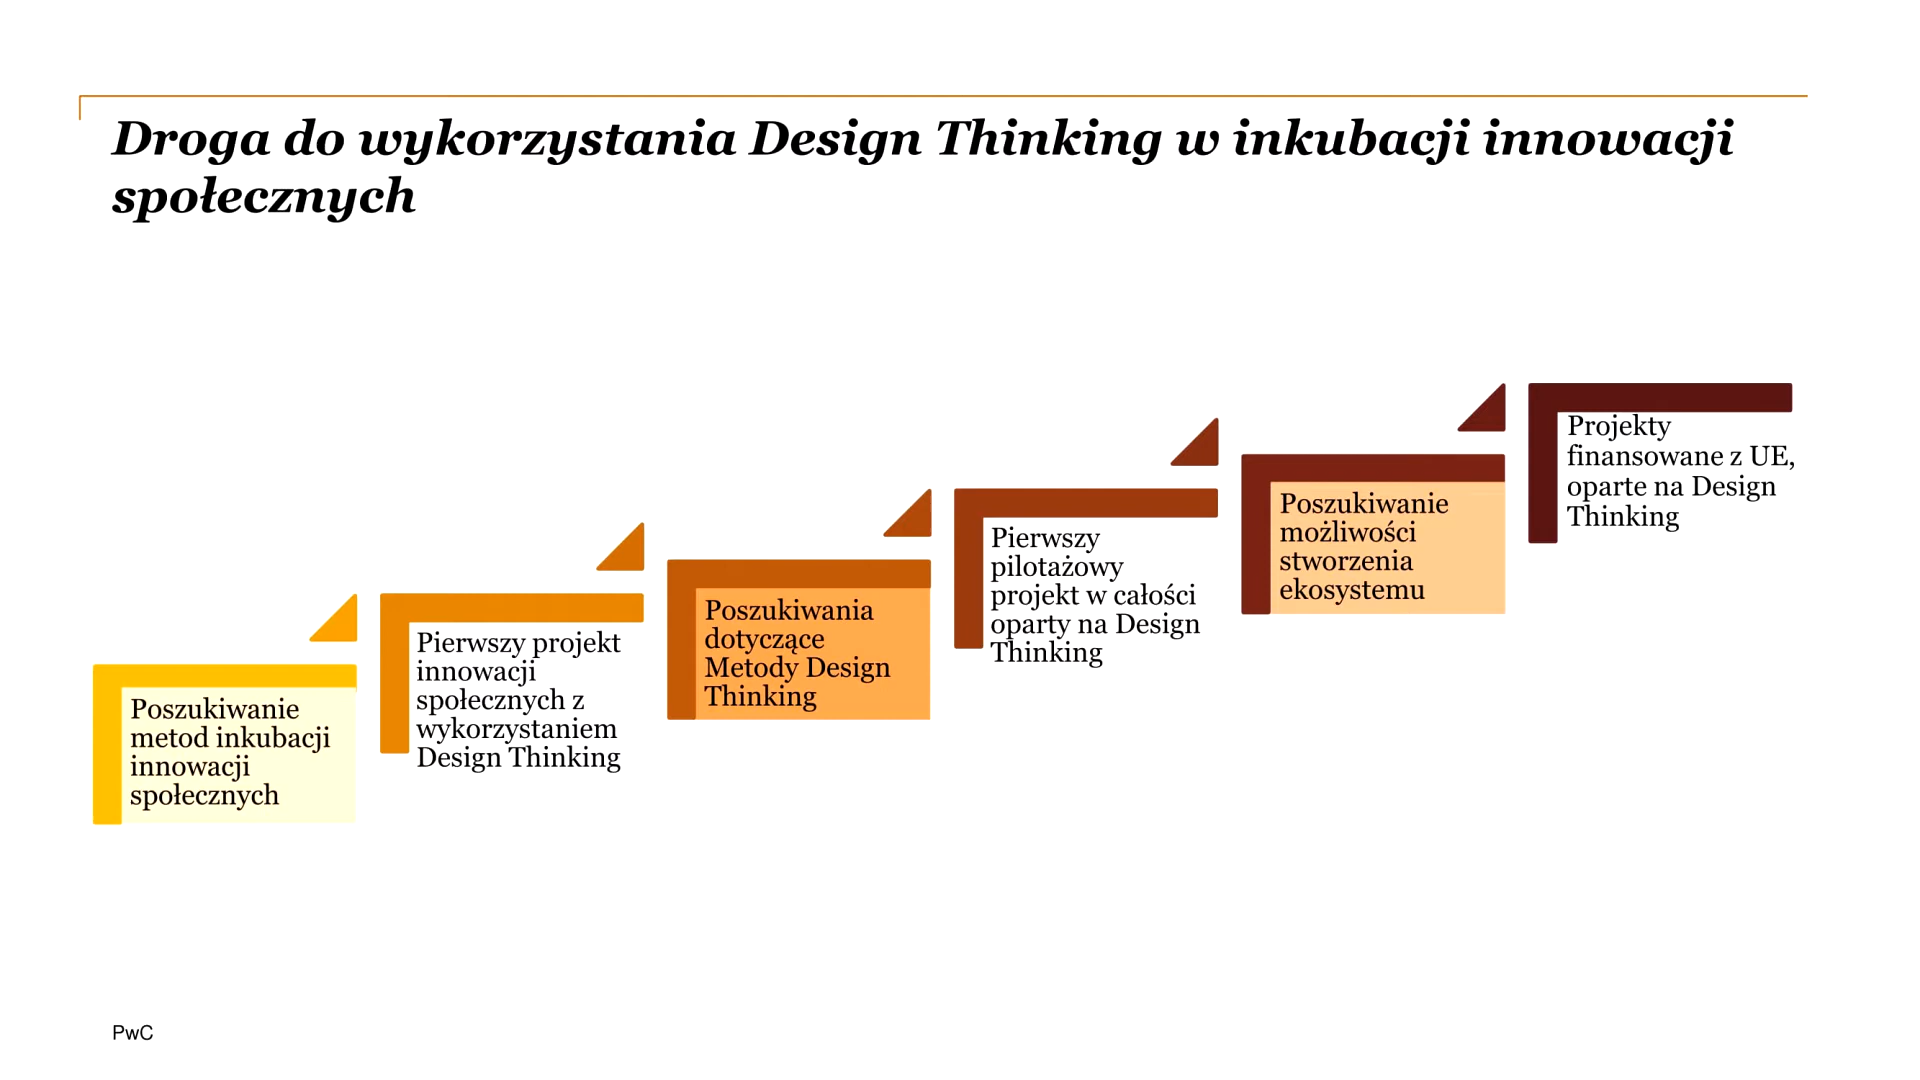 Droga do wykorzystania Design Thinking w inkubacji innowacji
społecznych
Poszukiwanie
metod inkubacji
innowacji
społecznych
Pierwszy projekt
innowacji
społecznych z
wykorzystaniem
Design Thinking
Poszukiwania
dotyczące
Metody Design
Thinking
Pierwszy
pilotażowy
projekt w całości
oparty na Design
Thinking
Poszukiwanie
możliwości
stworzenia
ekosystemu
Projekty
finansowane z UE,
oparte na Design
Thinking
PwC